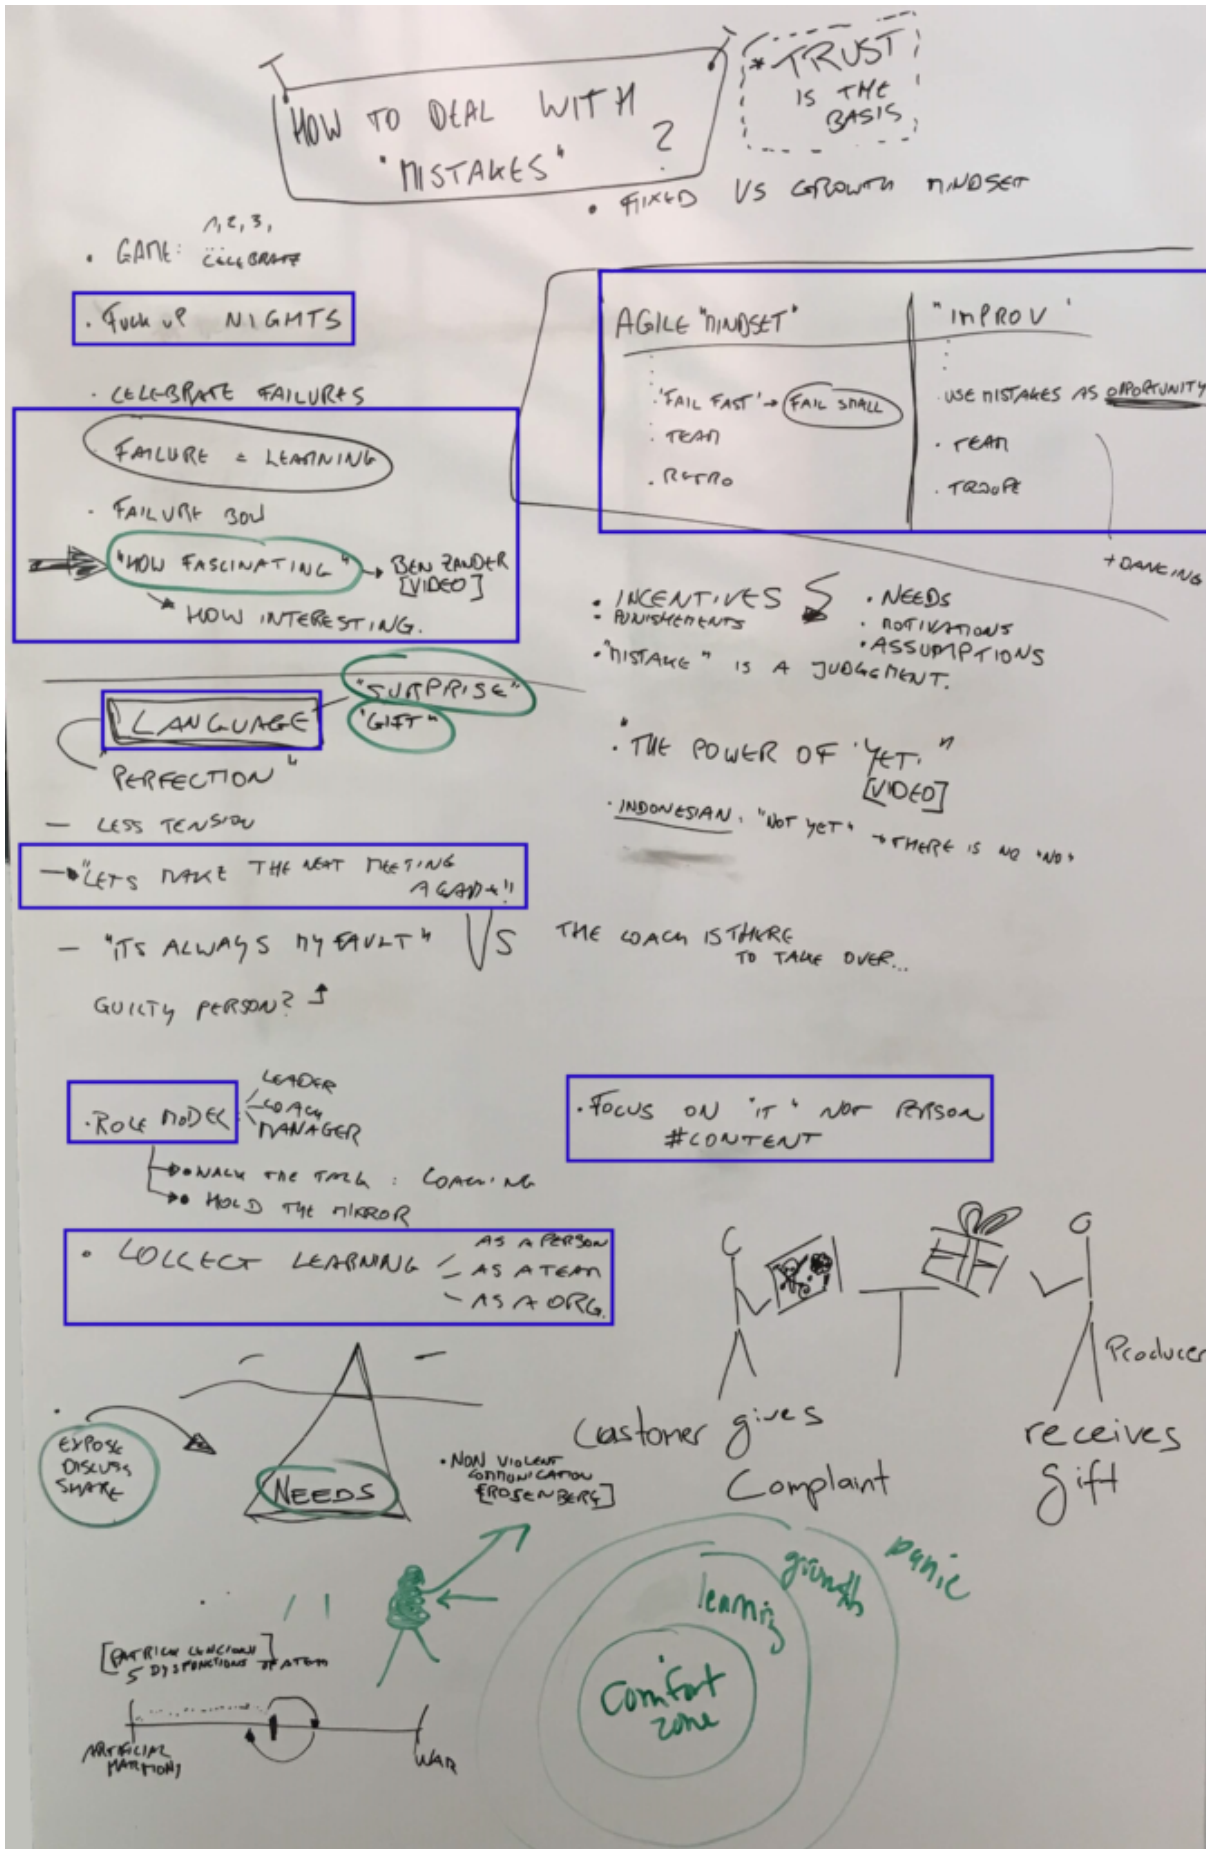 HOW TO DEAL WITH
"MISTAKES" ?
* TRUST
IS THE
BASIS
• FIXED VS GROWTH MINDSET
1, 2, 3,
• GAME: CELEBRATE
• FUCK UP NIGHTS
• CELEBRATE FAILURES
FAILURE = LEARNING
• FAILURE BOW
"HOW FASCINATING" → BEN ZANDER
[VIDEO]
→ HOW INTERESTING.
AGILE "MINDSET"
'FAIL FAST' → FAIL SMALL
• TEAM
• RETRO
"IMPROV'
• USE MISTAKES AS OPPORTUNITY
• TEAM
• TROUPE
+ DANCING
• INCENTIVES
- PUNISHEMENTS
• NEEDS
• MOTIVATIONS
• ASSUMPTIONS
• "MISTAKE" IS A JUDGEMENT.
"SURPRISE"
LANGUAGE
"GIFT"
"PERFECTION"
• "THE POWER OF 'YET."
[VIDEO]
• INDONESIAN: "NOT YET" → THERE IS NO "NO"
— LESS TENSION
→ "LETS MAKE THE NEXT MEETING
— "ITS ALWAYS MY FAULT" VS THE COACH IS THERE
TO TAKE OVER...
GUILTY PERSON?
• ROLE MODEL:
LEADER
COACH
MANAGER
→ • WALK THE TALK: COACHING
→ • HOLD THE MIRROR
• FOCUS ON "IT" NOT PERSON
#CONTENT
• COLLECT LEARNING
AS A PERSON
AS A TEAM
AS A ORG.
Producer
Customer gives
Complaint
receives
gift
EXPOSE
DISCUSS
SHARE
NEEDS
• NON VIOLENT
COMMUNICATION
[ROSENBERG]
learning
growth
panic
Comfort
zone
[PATRICK LENCIONI]
5 DYSFUNCTIONS OF A TEAM
ARTIFICIAL
HARMONY
WAR